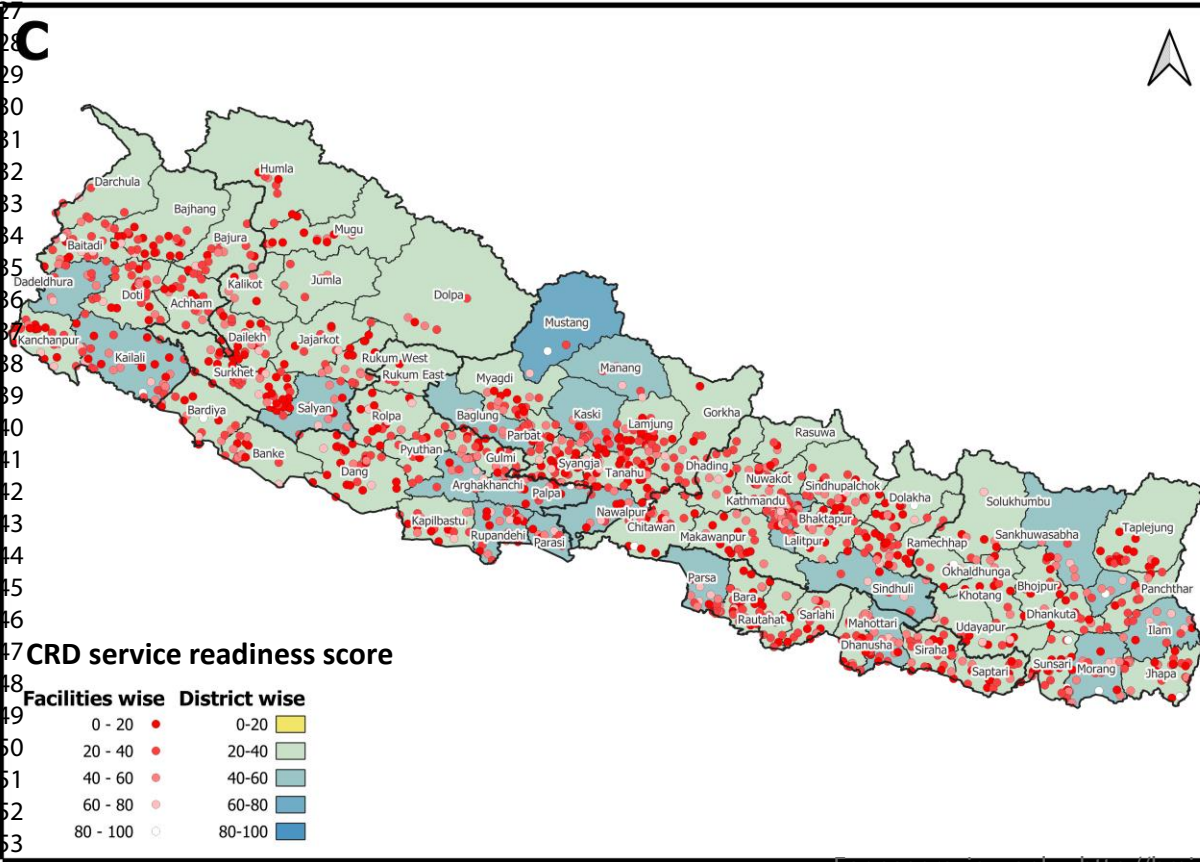 27
28
29
30
31
32
33
34
35
36
37
38
39
40
41
42
43
44
45
46
47
48
49
50
51
52
53
C
Humla
Darchula
Bajhang
Mugu
Bajura
Baitadi
Jumla
Dadeldhura
Kalikot
Doti
Dolpa
Achham
Mustang
Dailekh
Jajarkot
Kanchanpur
Kailali
Rukum West
Manang
Surkhet
Rukum East
Myagdi
Salyan
Bardiya
Rolpa
Baglung
Kaski
Gorkha
Lamjung
Rasuwa
Parbat
Banke
Pyuthan
Gulmi
Syangja
Dhading
Dang
Tanahu
Nuwakot
Arghakhanchi
Sindhupalchok
Palpa
Dolakha
Kathmandu
Solukhumbu
Nawalpur
Bhaktapur
Kapilbastu
Chitawan
Taplejung
Sankhuwasabha
Rupandehi
Makawanpur
Parasi
Lalitpur
Ramechhap
Okhaldhunga
Parsa
Sindhuli
Bhojpur
Panchthar
Bara
Khotang
Rautahat
Sarlahi
Dhankuta
Mahottari
Udayapur
Ilam
Dhanusha
Siraha
Sunsari
Saptari
Morang
Jhapa
CRD service readiness score
Facilities wise District wise
0 - 20 0-20
20 - 40 20-40
40 - 60 40-60
60 - 80 60-80
80 - 100 80-100